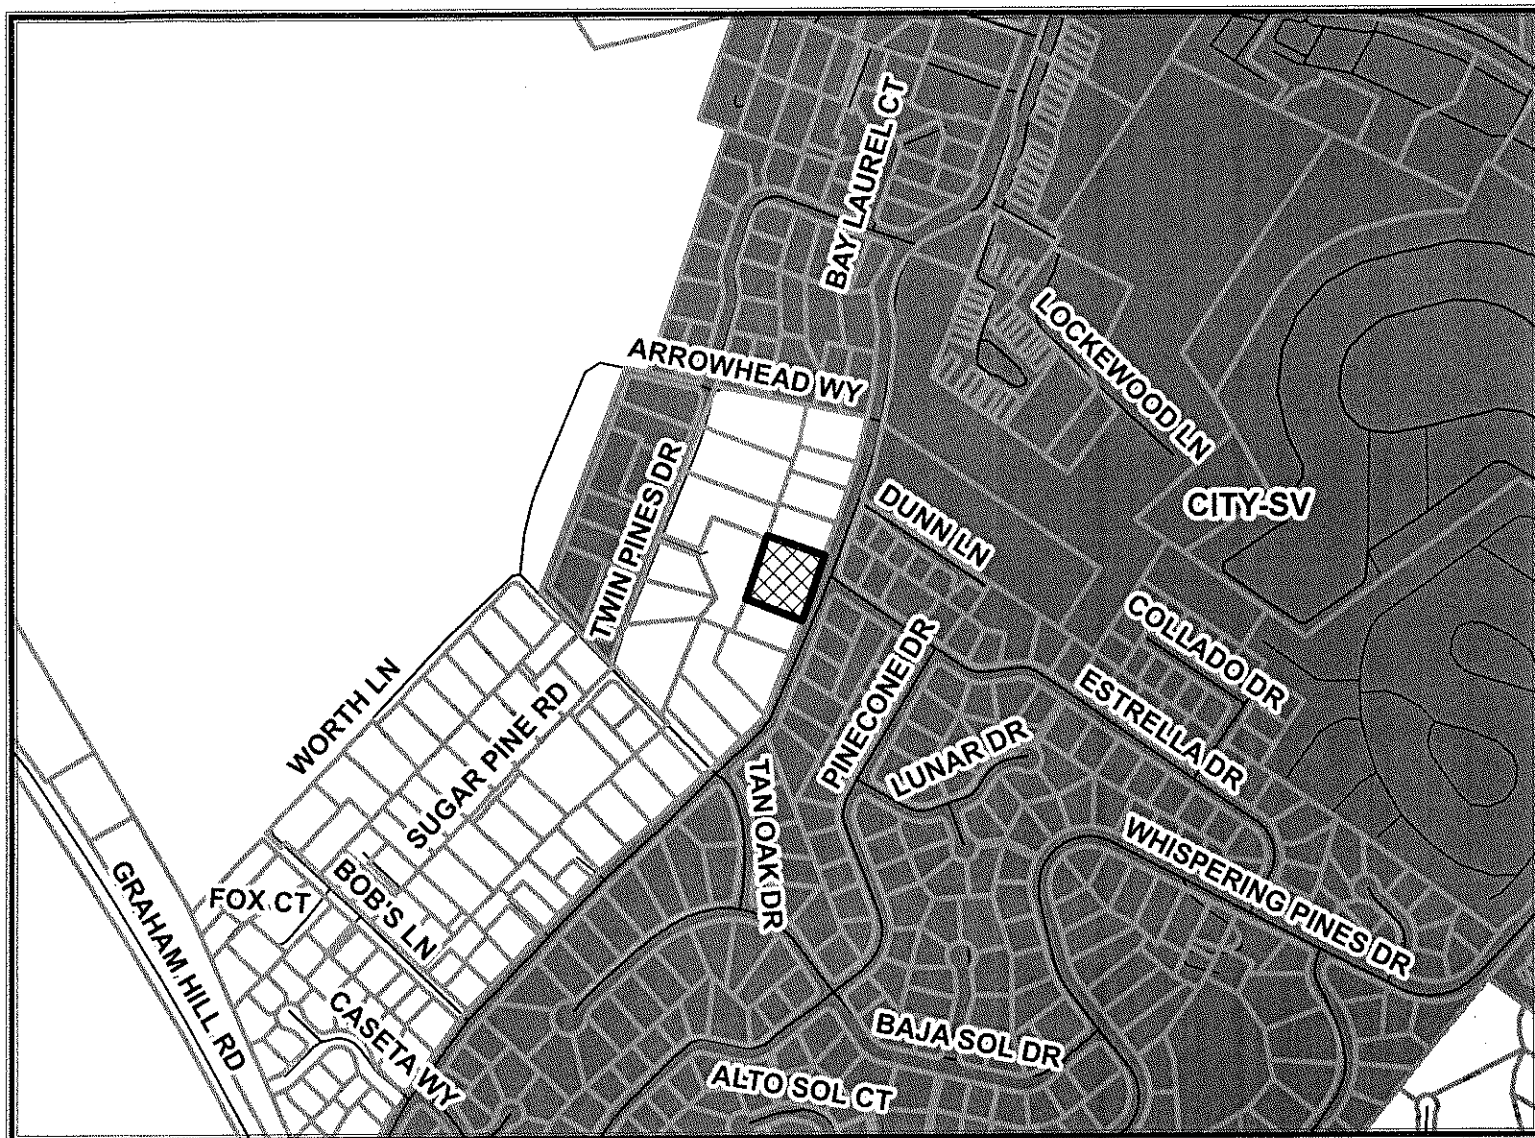 BAY LAUREL CT
ARROWHEAD WY
LOCKEWOOD LN
CITY-SV
DUNN LN
TWIN PINES DR
COLLADO DR
ESTRELLA DR
PINECONE DR
LUNAR DR
WORTH LN
SUGAR PINE RD
TANOAK DR
WHISPERING PINES DR
GRAHAM HILL RD
FOX CT
BOB'S LN
CASETA WY
BAJA SOL DR
ALTO SOL CT